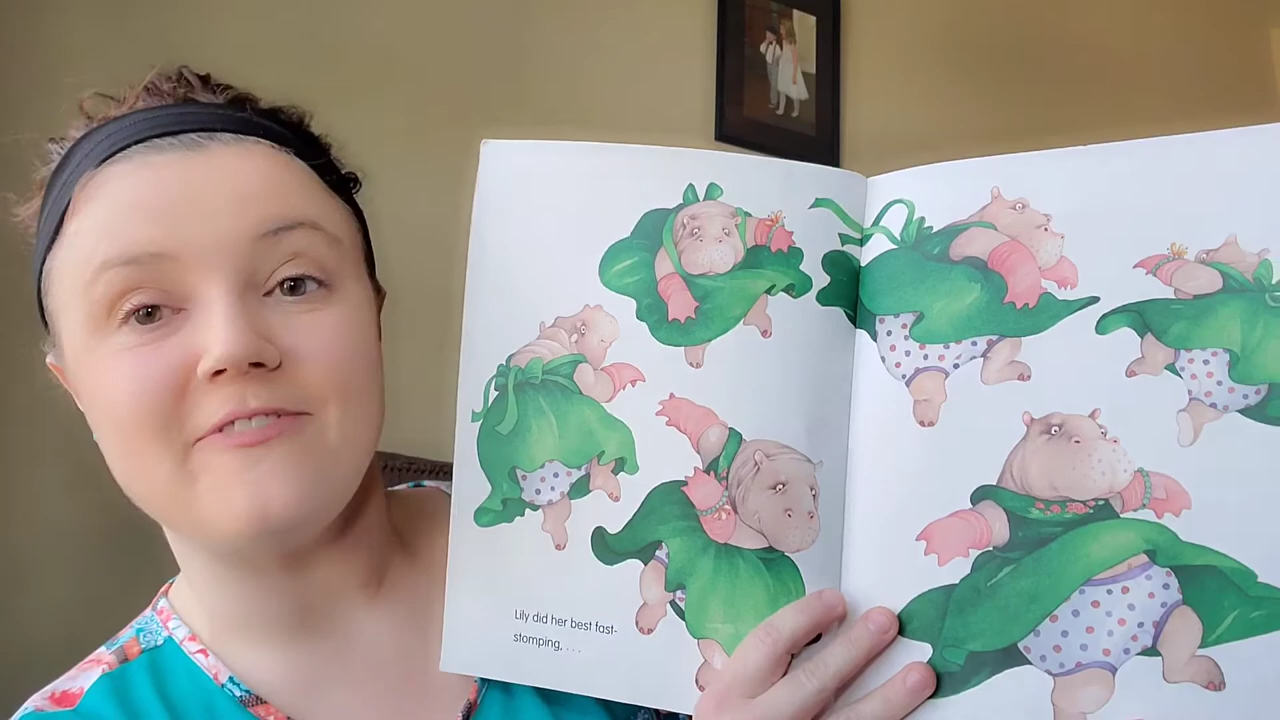 Lily did her best fast-
stomping, . . .